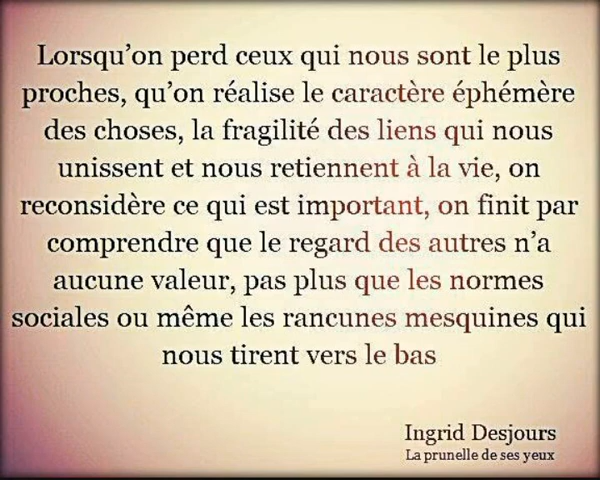 Lorsqu’on perd ceux qui nous sont le plus
proches, qu’on réalise le caractère éphémère
des choses, la fragilité des liens qui nous
unissent et nous retiennent à la vie, on
reconsidère ce qui est important, on finit par
comprendre que le regard des autres n’a
aucune valeur, pas plus que les normes
sociales ou même les rancunes mesquines qui
nous tirent vers le bas
Ingrid Desjours
La prunelle de ses yeux